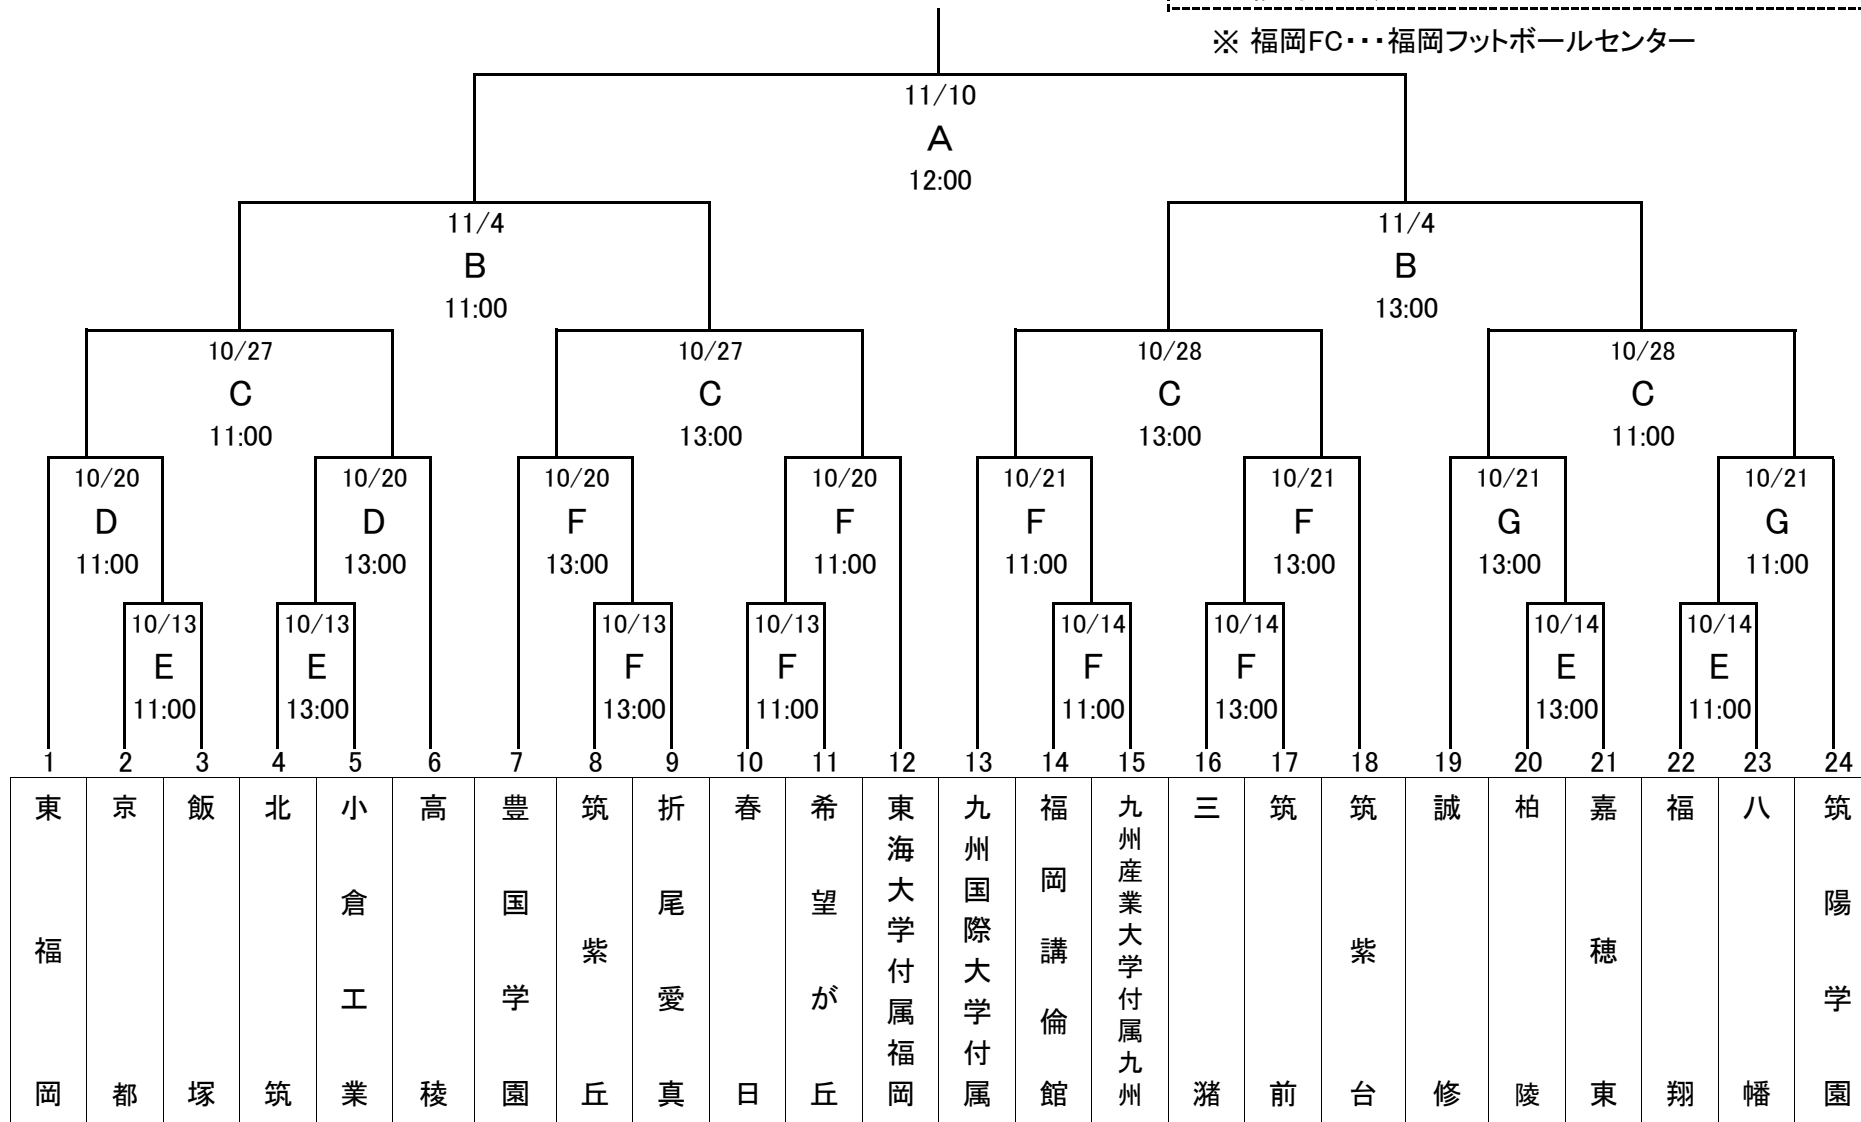 ※ 福岡FC・・・福岡フットボールセンター
11/10
A
12:00
11/4
B
11:00
11/4
B
13:00
10/27
C
11:00
10/27
C
13:00
10/28
C
13:00
10/28
C
11:00
10/20
D
11:00
10/20
D
13:00
10/20
F
13:00
10/20
F
11:00
10/21
F
11:00
10/21
F
13:00
10/21
G
13:00
10/21
G
11:00
10/13
E
11:00
10/13
E
13:00
10/13
F
13:00
10/13
F
11:00
10/14
F
11:00
10/14
F
13:00
10/14
E
13:00
10/14
E
11:00
1 2 3 4 5 6 7 8 9 10 11 12 13 14 15 16 17 18 19 20 21 22 23 24
東福岡
京都
飯塚
北筑
小倉工業
高稜
豊国学園
筑紫丘
折尾愛真
春日
希望が丘
東海大学付属福岡
九州国際大学付属
福岡講倫館
九州産業大学付属九州
三潴
筑前
筑紫台
誠修
柏陵
嘉穂東
福翔
八幡
筑陽学園